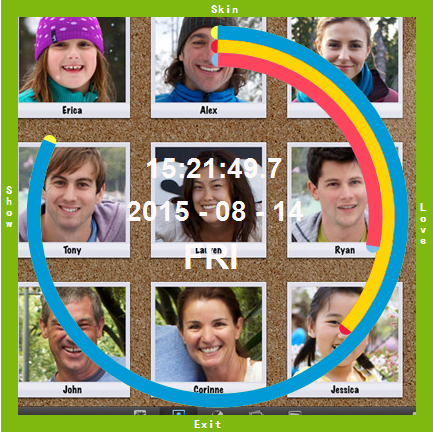 Skin
Erica
Alex
15:21:49.7
Show
2015 - 08 - 14
Love
Tony
Lauren
Ryan
FRI
John
Corinne
Jessica
Exit